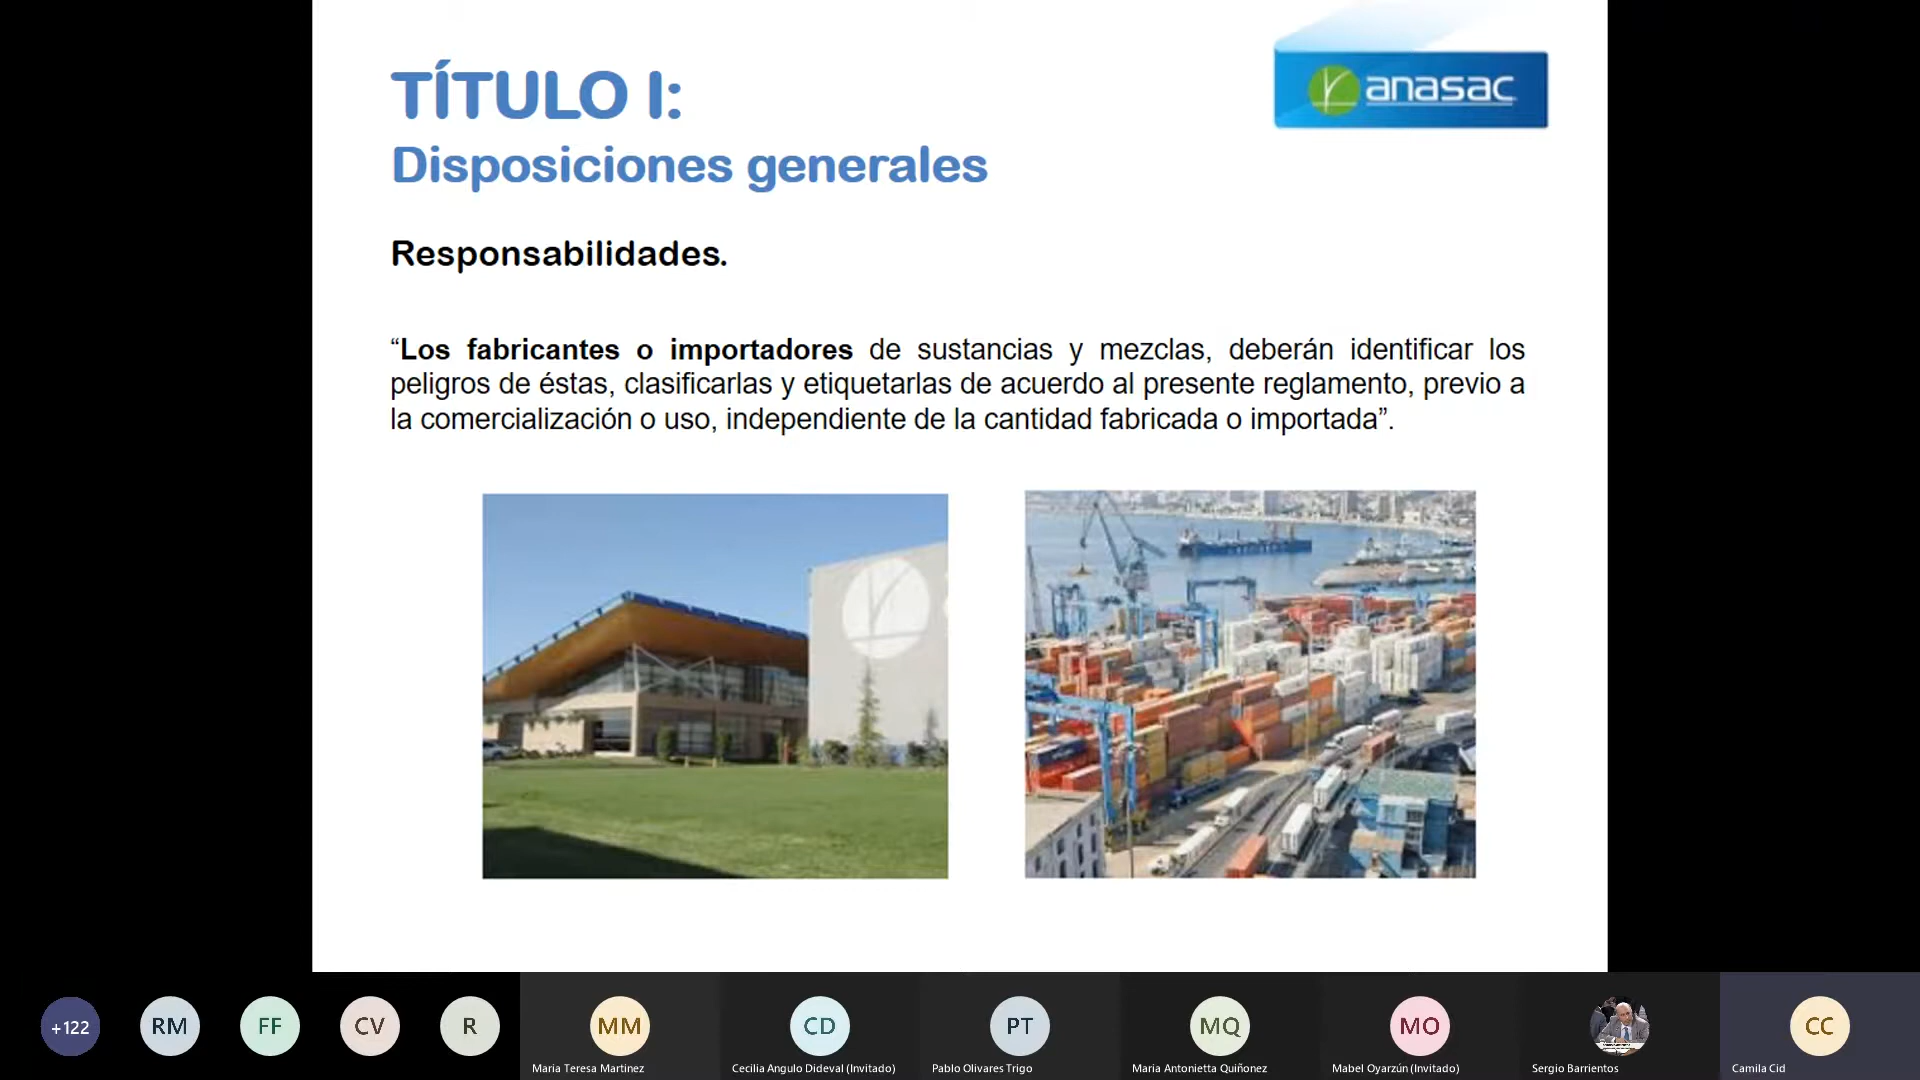 TÍTULO I:
Disposiciones generales
anasac
Responsabilidades.
“Los fabricantes o importadores de sustancias y mezclas, deberán identificar los
peligros de éstas, clasificarlas y etiquetarlas de acuerdo al presente reglamento, previo a
la comercialización o uso, independiente de la cantidad fabricada o importada”.
+122
RM
FF
CV
R
MM
CD
PT
MQ
MO
CC
Maria Teresa Martinez
Cecilia Angulo Dideval (Invitado)
Pablo Olivares Trigo
Maria Antonietta Quiñonez
Mabel Oyarzún (Invitado)
Sergio Barrientos
Camila Cid